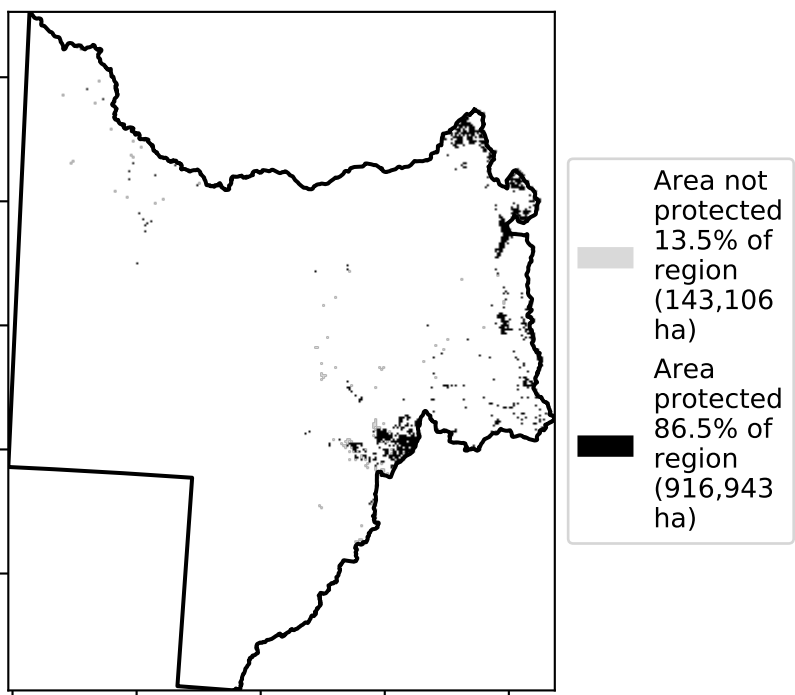 Area not
protected
13.5% of
region
(143,106
ha)
Area
protected
86.5% of
region
(916,943
ha)